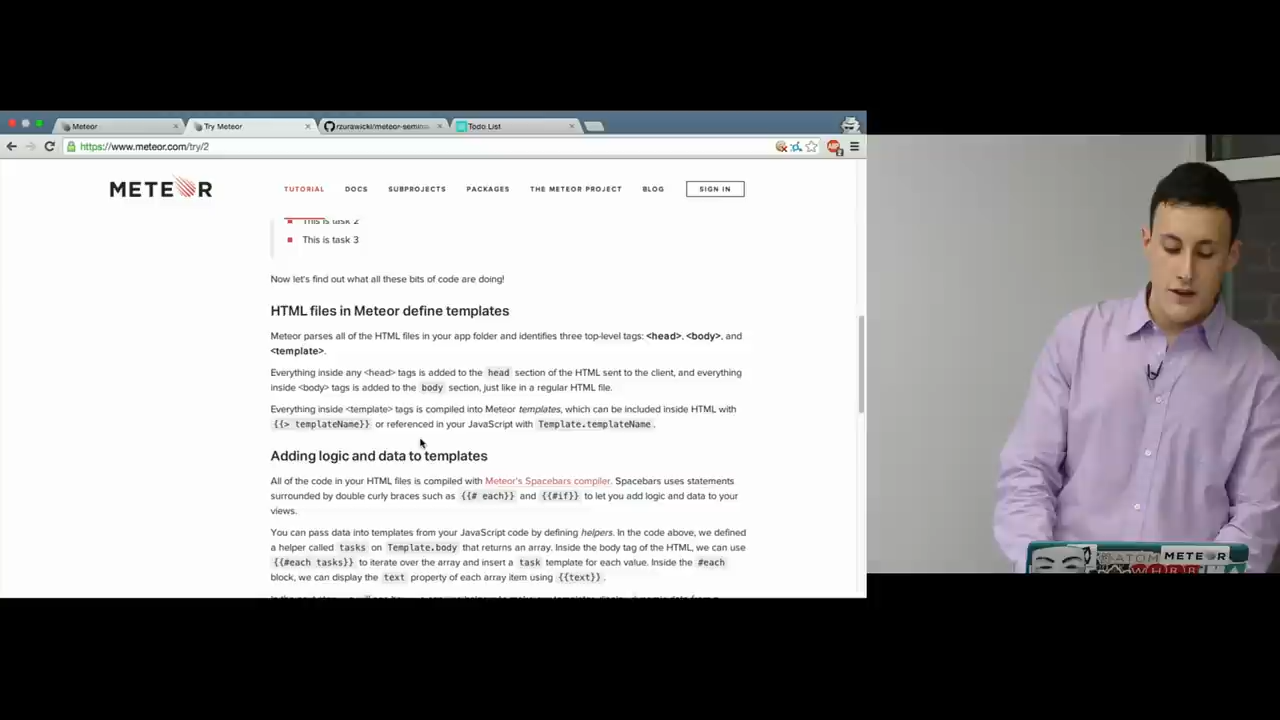 Meteor
Try Meteor
rzurawicki/meteor-semina
Todo List
https://www.meteor.com/try/2
METEOR
TUTORIAL
DOCS
SUBPROJECTS
PACKAGES
THE METEOR PROJECT
BLOG
SIGN IN
This is task 2
This is task 3
Now let's find out what all these bits of code are doing!
HTML files in Meteor define templates
Meteor parses all of the HTML files in your app folder and identifies three top-level tags: <head>, <body>, and
<template>.
Everything inside any <head> tags is added to the head section of the HTML sent to the client, and everything
inside <body> tags is added to the body section, just like in a regular HTML file.
Everything inside <template> tags is compiled into Meteor templates, which can be included inside HTML with
{{> templateName}} or referenced in your JavaScript with Template.templateName.
Adding logic and data to templates
All of the code in your HTML files is compiled with Meteor's Spacebars compiler. Spacebars uses statements
surrounded by double curly braces such as {{# each}} and {{#if}} to let you add logic and data to your
views.
You can pass data into templates from your JavaScript code by defining helpers. In the code above, we defined
a helper called tasks on Template.body that returns an array. Inside the body tag of the HTML, we can use
{{#each tasks}} to iterate over the array and insert a task template for each value. Inside the #each
block, we can display the text property of each array item using {{text}}.
ATOM
METEOR
WHRB